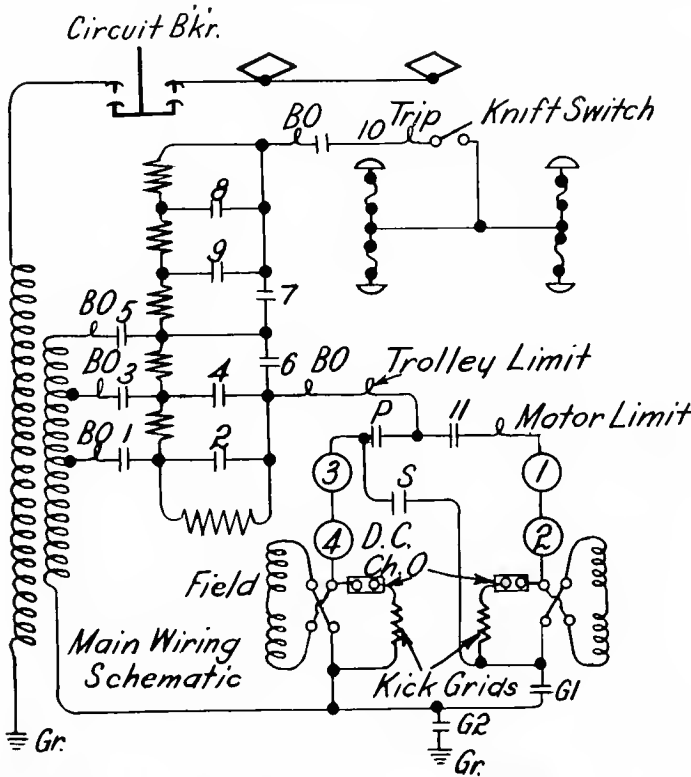 Circuit B'k'r.
BO
10
Trip
Knift Switch
8
9
7
BO 5
6
BO
Trolley Limit
BO 3
4
P
11
Motor Limit
BO 1
2
3
1
S
4
D.C.
Ch.O
2
Field
Main Wiring
Schematic
Kick Grids
G1
G2
Gr.
Gr.